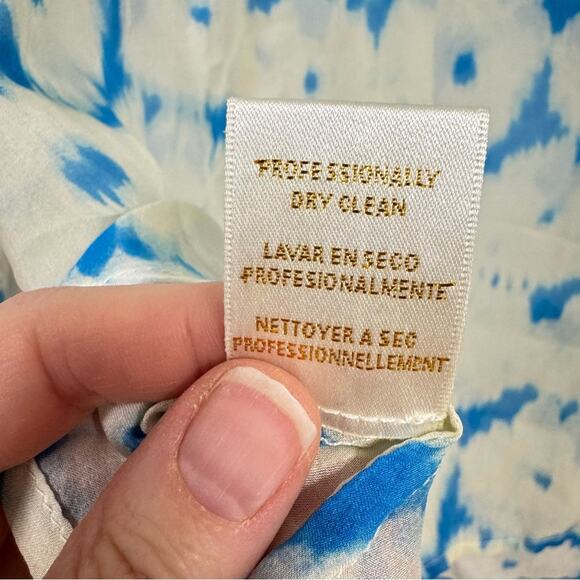 PROFESSIONALLY
DRY CLEAN
LAVAR EN SECO
PROFESIONALMENTE
NETTOYER A SEC
PROFESSIONNELLEMENT